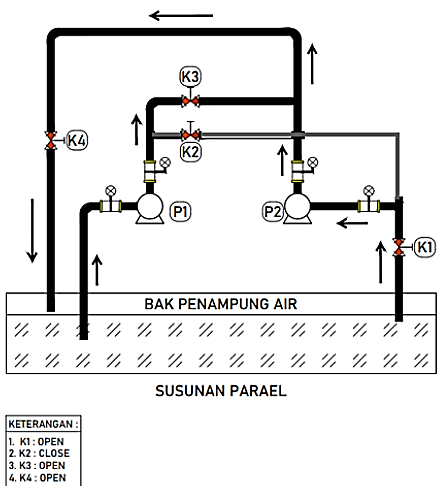 K3
K4
K2
P1
P2
K1
BAK PENAMPUNG AIR
SUSUNAN PARAEL
KETERANGAN :
1. K1 : OPEN
2. K2 : CLOSE
3. K3 : OPEN
4. K4 : OPEN